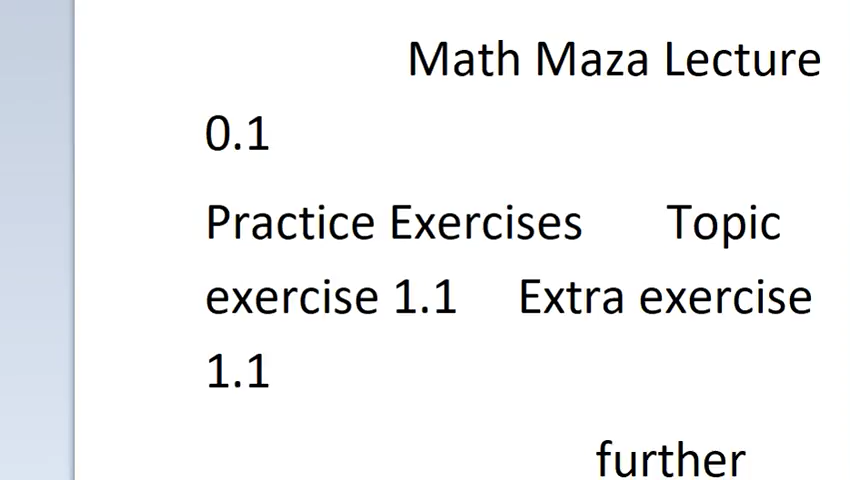 Math Maza Lecture
0.1
Practice Exercises Topic
exercise 1.1 Extra exercise
1.1
further